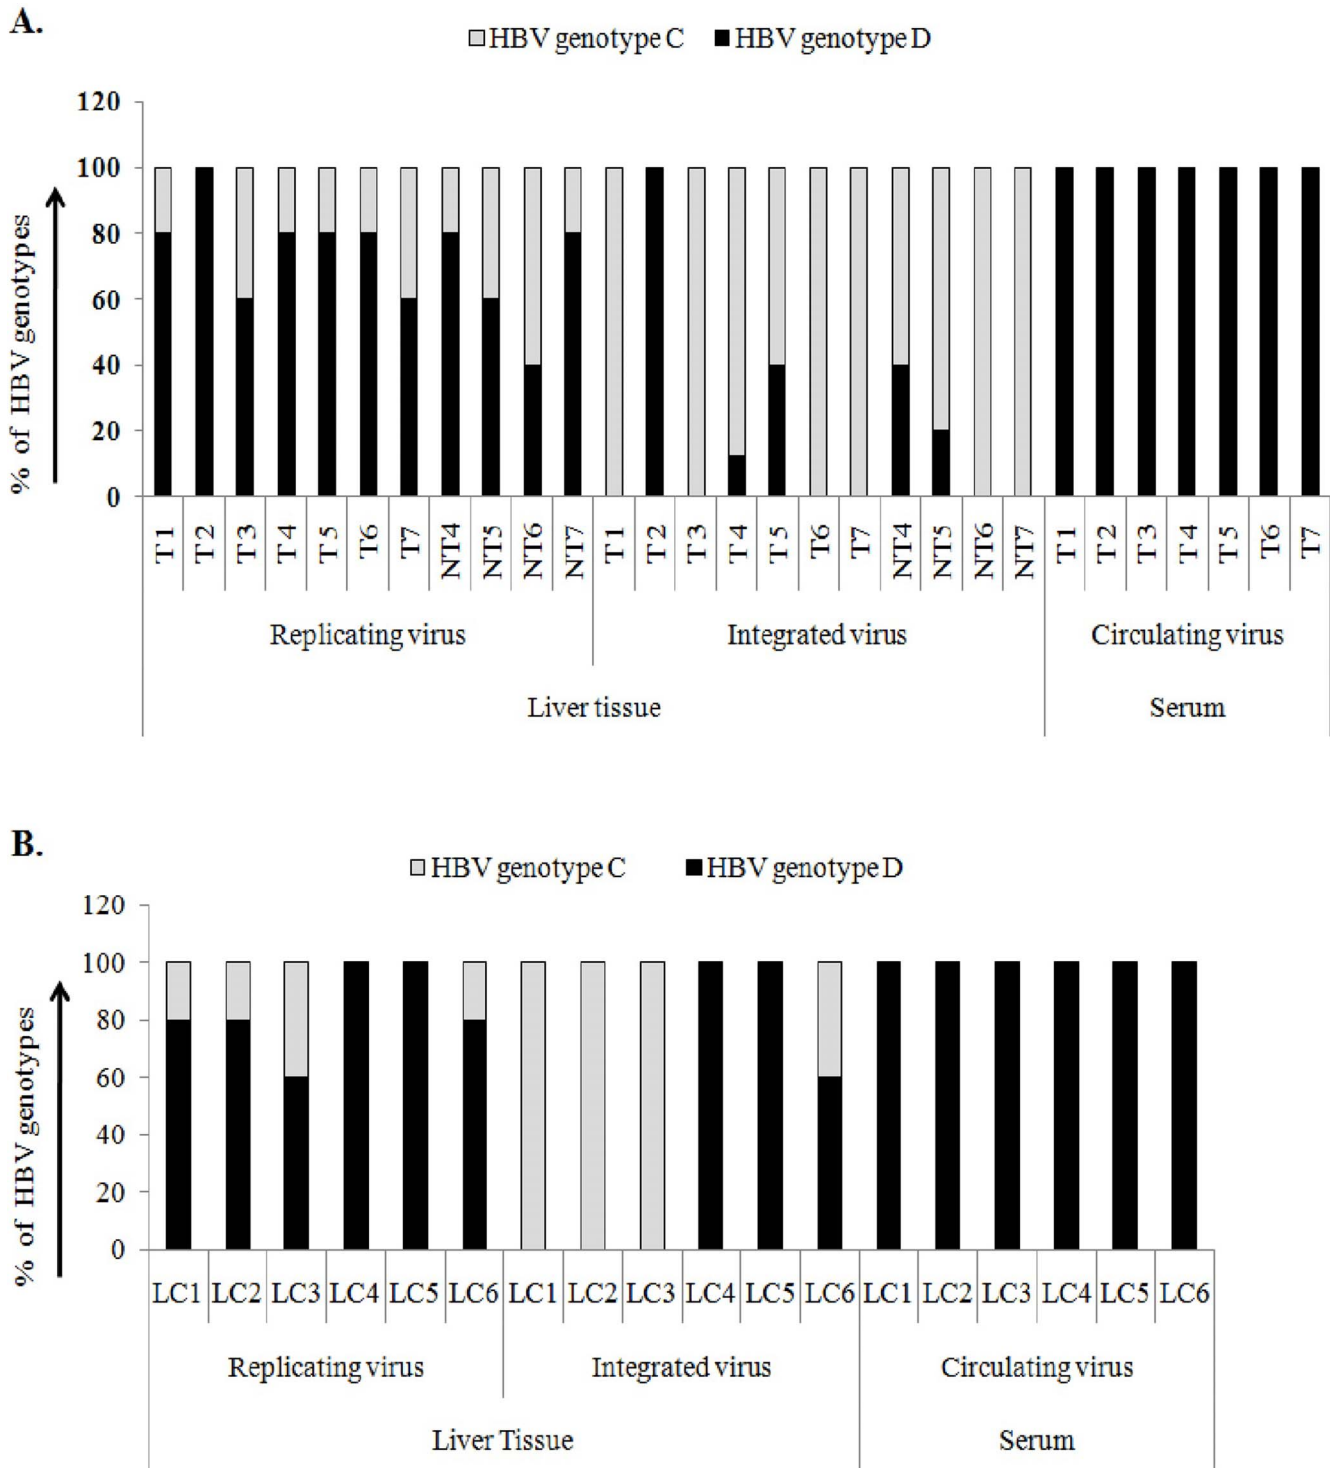 A.
HBV genotype C HBV genotype D
120
100
80
60
40
20
0
% of HBV genotypes
T1 T2 T3 T4 T5 T6 T7 NT4 NT5 NT6 NT7 T1 T2 T3 T4 T5 T6 T7 NT4 NT5 NT6 NT7 T1 T2 T3 T4 T5 T6 T7
Replicating virus Integrated virus Circulating virus
Liver tissue Serum
B.
HBV genotype C HBV genotype D
120
100
80
60
40
20
0
% of HBV genotypes
LC1 LC2 LC3 LC4 LC5 LC6 LC1 LC2 LC3 LC4 LC5 LC6 LC1 LC2 LC3 LC4 LC5 LC6
Replicating virus Integrated virus Circulating virus
Liver Tissue Serum